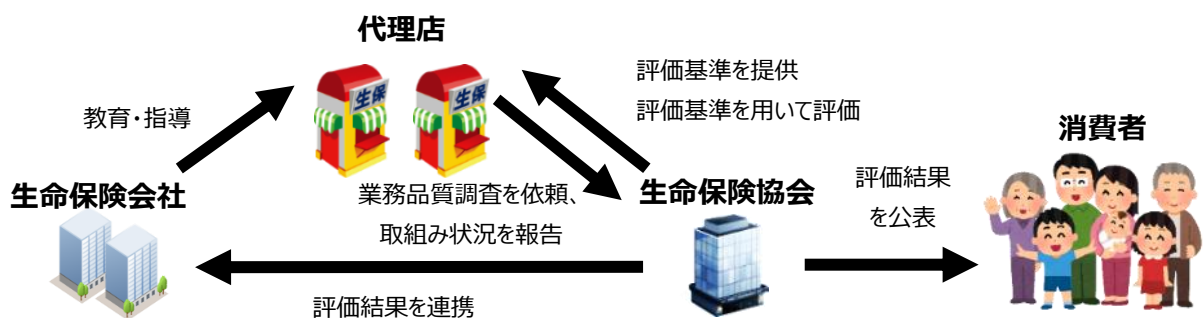 代理店
生保
生保
教育・指導
評価基準を提供
評価基準を用いて評価
消費者
生命保険会社
業務品質調査を依頼、
取組み状況を報告
生命保険協会
評価結果
を公表
評価結果を連携